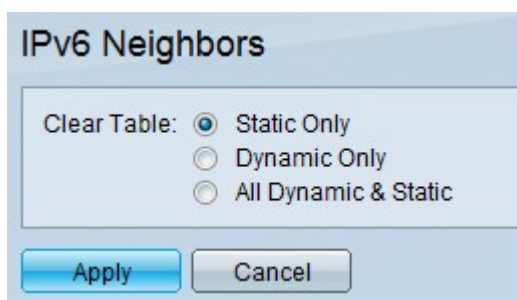 IPv6 Neighbors
Clear Table: Static Only
Dynamic Only
All Dynamic & Static
Apply Cancel